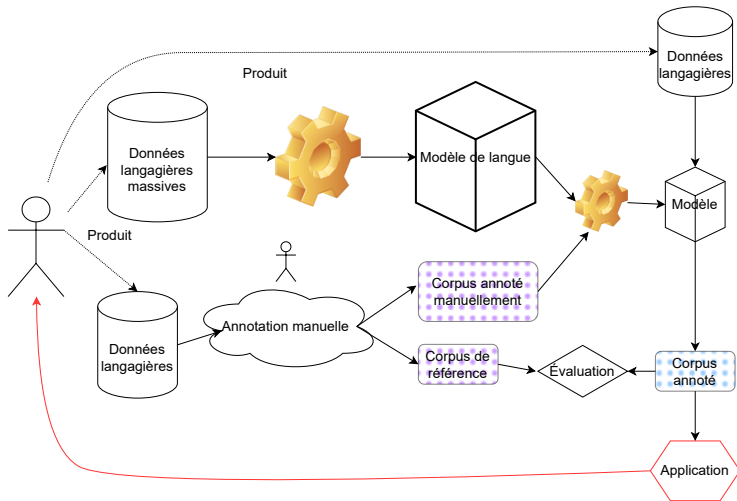 Données
langagières
Produit
Données
langagières
massives
Modèle de langue
Modèle
Produit
Corpus annoté
manuellement
Annotation manuelle
Données
langagières
Corpus de
référence
Évaluation
Corpus
annoté
Application